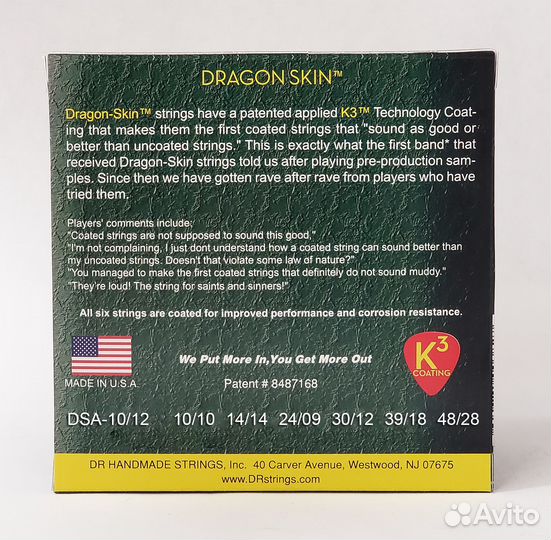 DRAGON SKIN™
Dragon-Skin™ strings have a patented applied K3™ Technology Coat-
ing that makes them the first coated strings that "sound as good or
better than uncoated strings." This is exactly what the first band* that
received Dragon-Skin strings told us after playing pre-production sam-
ples. Since then we have gotten rave after rave from players who have
tried them.
Players' comments include:
"Coated strings are not supposed to sound this good,"
"I'm not complaining, I just dont understand how a coated string can sound better than
my uncoated strings. Doesn't that violate some law of nature?"
"You managed to make the first coated strings that definitely do not sound muddy."
"They're loud! The string for saints and sinners!"
All six strings are coated for improved performance and corrosion resistance.
We Put More In,You Get More Out
K3
COATING™
MADE IN U.S.A.
Patent # 8487168
DSA-10/12 10/10 14/14 24/09 30/12 39/18 48/28
DR HANDMADE STRINGS, Inc. 40 Carver Avenue, Westwood, NJ 07675
www.DRstrings.com
Avito